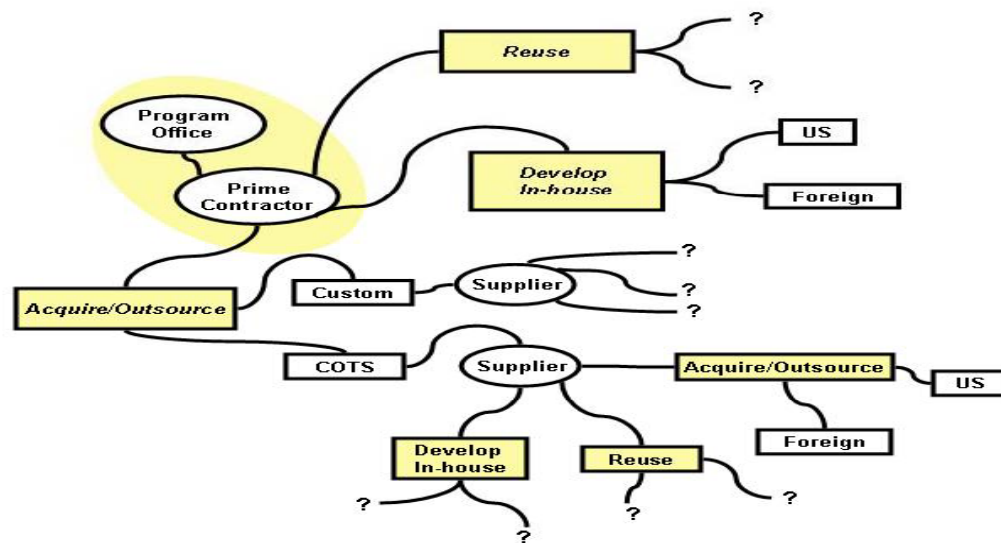 ?
Reuse
?
Program
Office
US
Develop
In-house
Prime
Contractor
Foreign
?
Custom
Supplier
?
?
Acquire/Outsource
COTS
Supplier
Acquire/Outsource
US
Foreign
Develop
In-house
Reuse
?
?
?
?